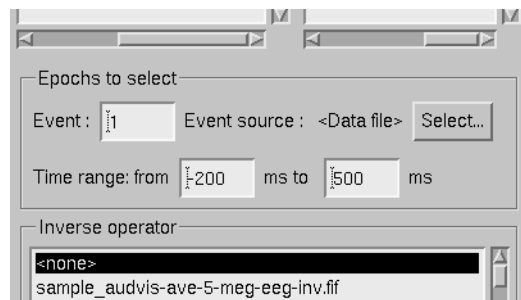 Epochs to select
Event : 1 Event source : <Data file> Select...
Time range: from -200 ms to 500 ms
Inverse operator
<none>
sample_audvis-ave-5-meg-eeg-inv.fif